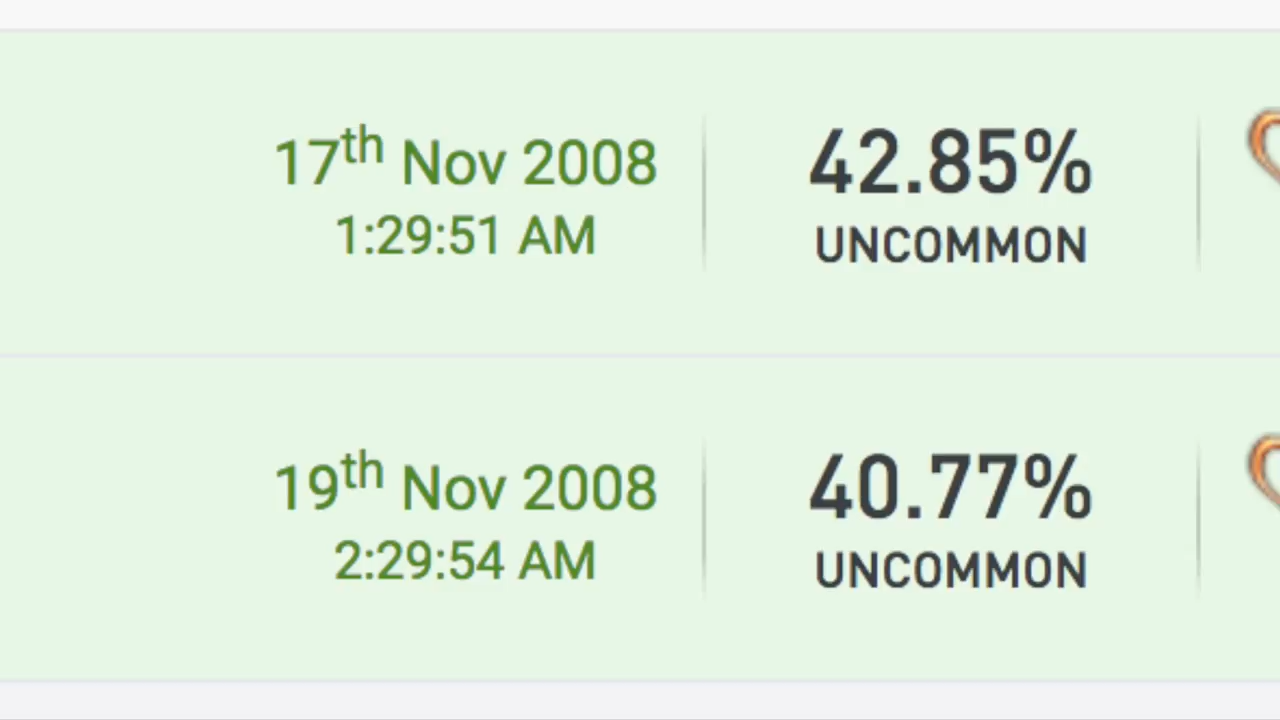 17th Nov 2008
1:29:51 AM
42.85%
UNCOMMON
19th Nov 2008
2:29:54 AM
40.77%
UNCOMMON